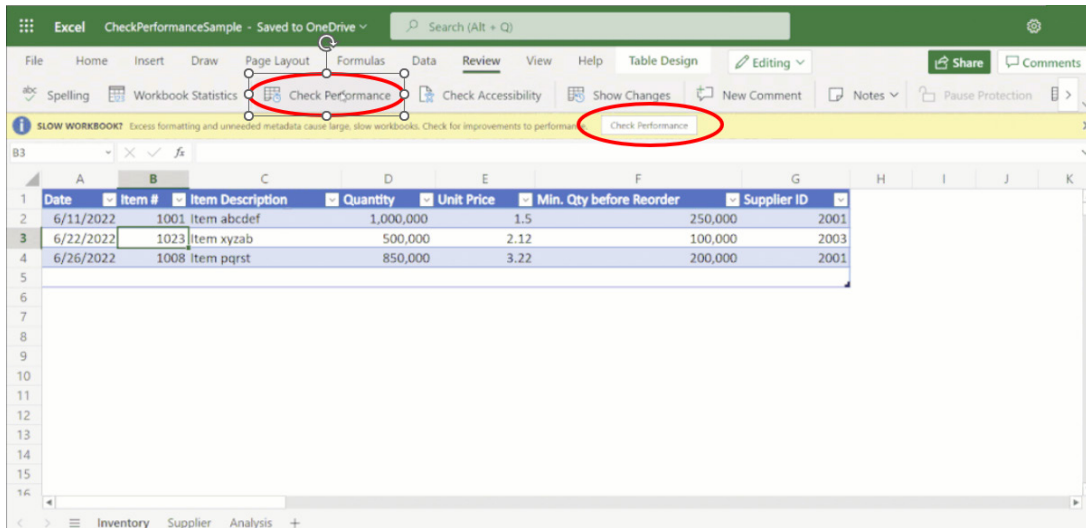 Excel CheckPerformanceSample - Saved to OneDrive Search (Alt + Q)
File Home Insert Draw Page Layout Formulas Data Review View Help Table Design Editing Share Comments
abc Spelling Workbook Statistics Check Performance Check Accessibility Show Changes New Comment Notes Pause Protection
SLOW WORKBOOK? Excess formatting and unneeded metadata cause large, slow workbooks. Check for improvements to performance. Check Performance
B3 fx
A B C D E F G H I J K
1 Date Item # Item Description Quantity Unit Price Min. Qty before Reorder Supplier ID
2 6/11/2022 1001 Item abcdef 1,000,000 1.5 250,000 2001
3 6/22/2022 1023 Item xyzab 500,000 2.12 100,000 2003
4 6/26/2022 1008 Item pqrst 850,000 3.22 200,000 2001
5
6
7
8
9
10
11
12
13
14
15
16
Inventory Supplier Analysis +